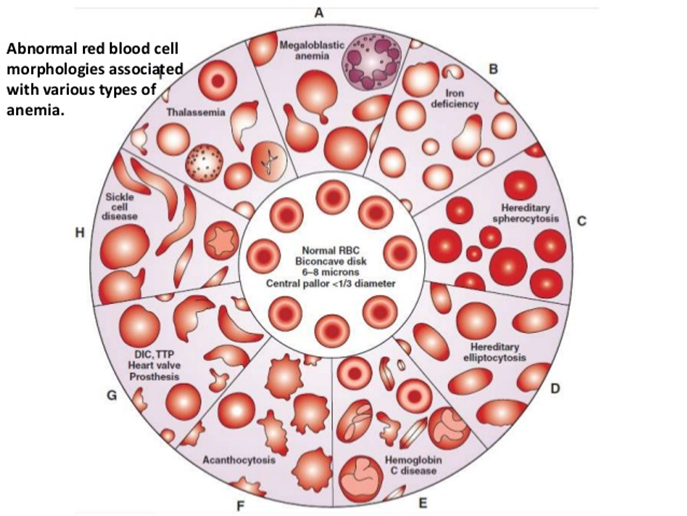 Abnormal red blood cell
morphologies associated
with various types of
anemia.
A
Megaloblastic
anemia
B
Iron
deficiency
C
Hereditary
spherocytosis
D
Hereditary
elliptocytosis
E
Hemoglobin
C disease
F
Acanthocytosis
G
DIC, TTP
Heart valve
Prosthesis
H
Sickle
cell
disease
Thalassemia
Normal RBC
Biconcave disk
6–8 microns
Central pallor <1/3 diameter